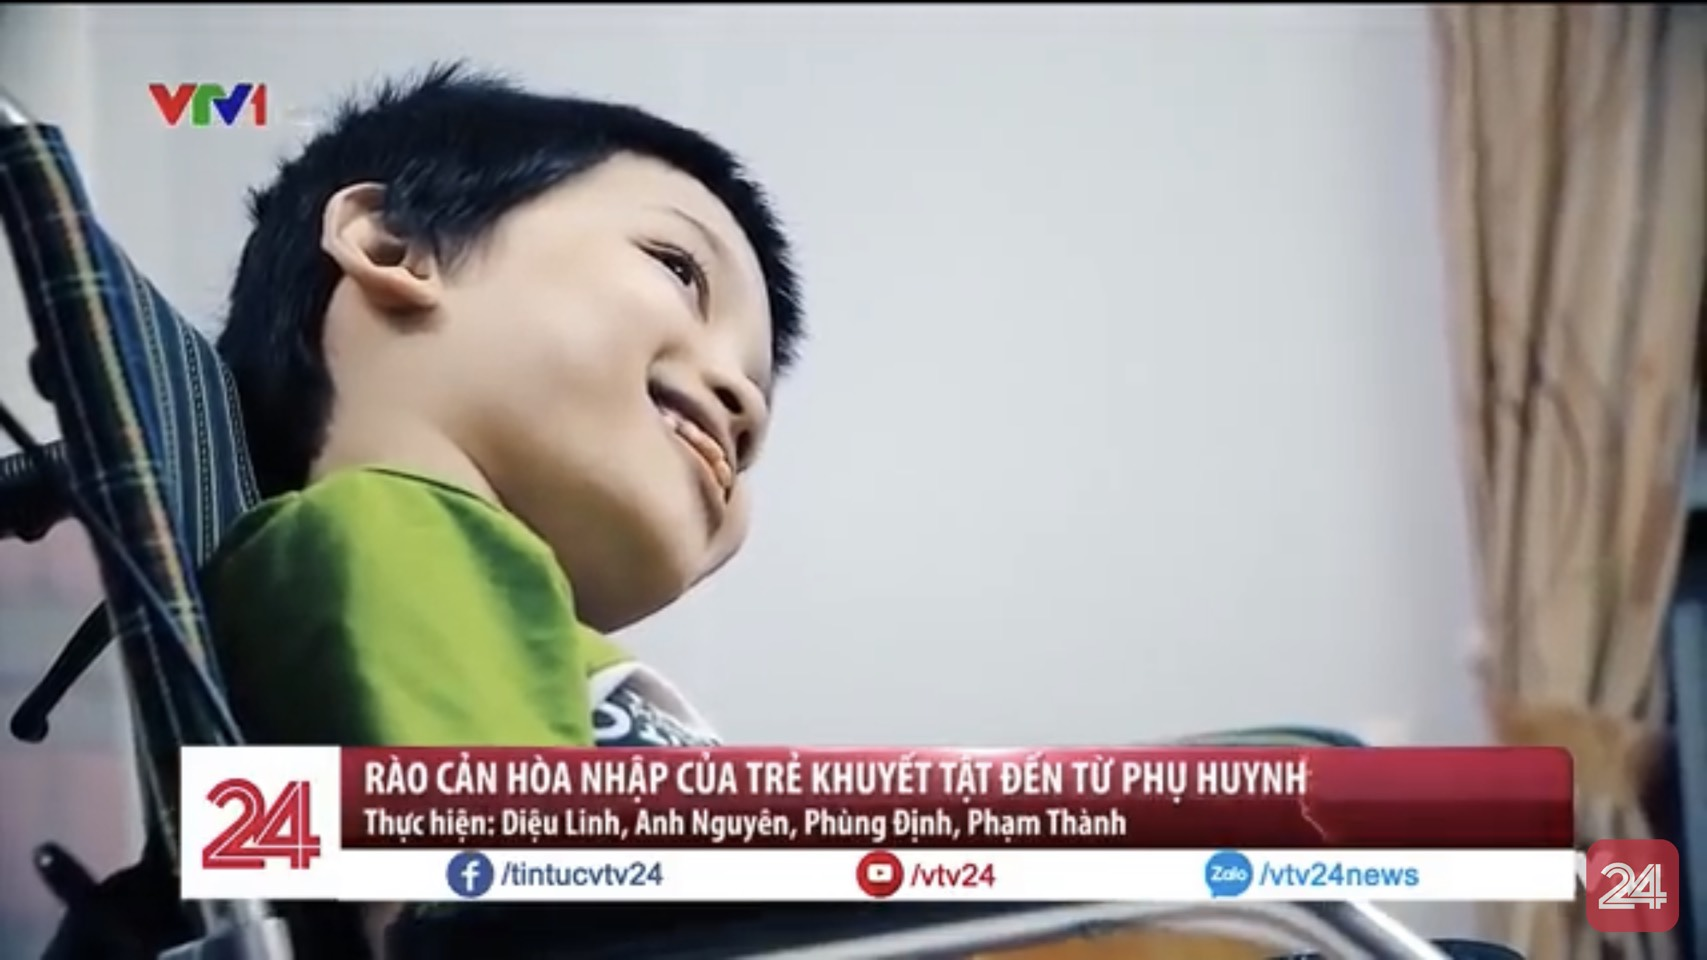 VTV1
RÀO CẢN HÒA NHẬP CỦA TRẺ KHUYẾT TẬT ĐẾN TỪ PHỤ HUYNH
24
Thực hiện: Diệu Linh, Anh Nguyên, Phùng Định, Phạm Thành
/tintucvtv24
/vtv24
Zalo /vtv24news
24